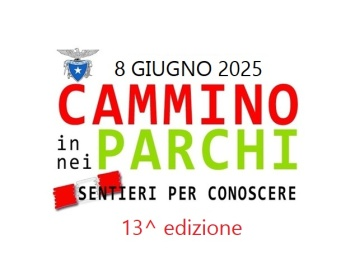 8 GIUGNO 2025
CAMMINO
in nei PARCHI
SENTIERI PER CONOSCERE
13^ edizione